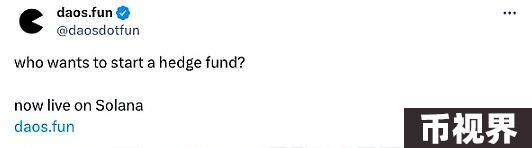 daos.fun
@daosdotfun
who wants to start a hedge fund?
now live on Solana
daos.fun
币视界